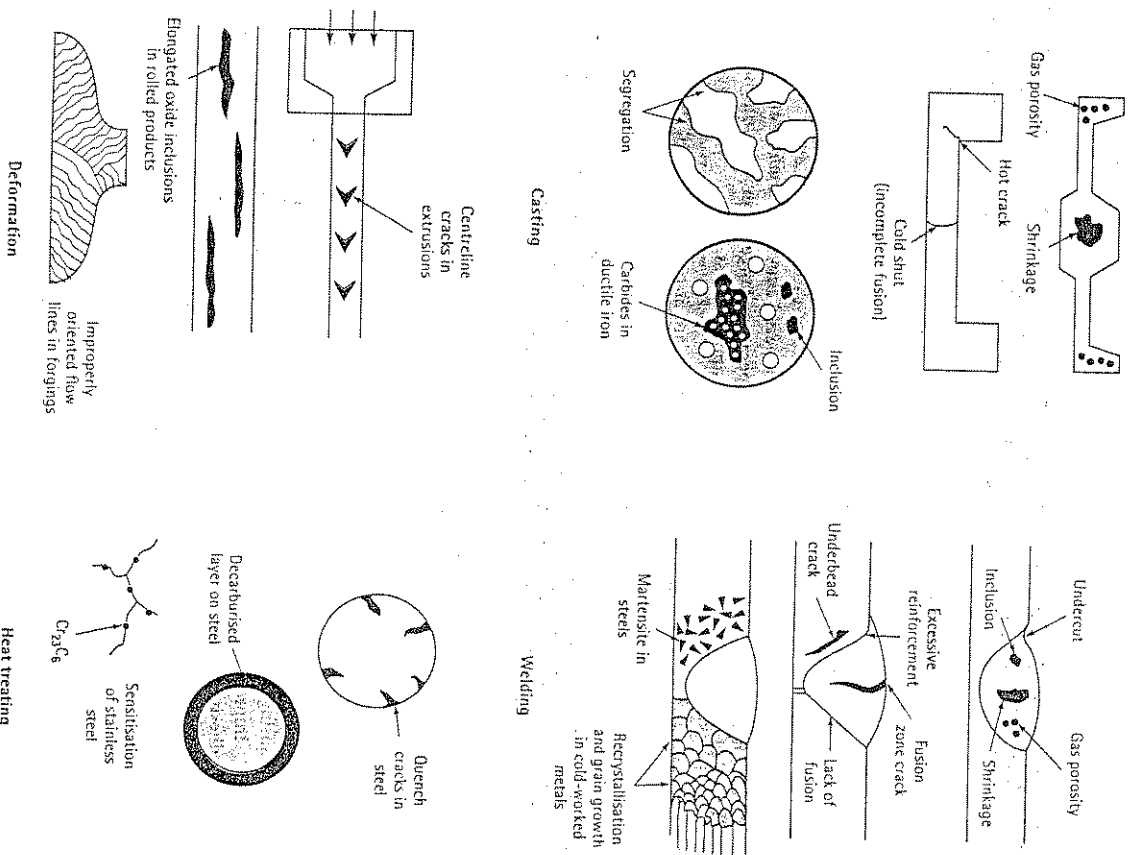 Gas porosity
Shrinkage
Hot crack
Cold shut
(incomplete fusion)
Segregation
Inclusion
Carbides in
ductile iron
Casting
Undercut
Gas porosity
Inclusion
Shrinkage
Excessive
reinforcement
Fusion
zone crack
Underbead
crack
Lack of
fusion
Martensite in
steels
Recrystallisation
and grain growth
in cold-worked
metals
Welding
Centreline
cracks in
extrusions
Elongated oxide inclusions
in rolled products
Improperly
oriented flow
lines in forgings
Deformation
Quench
cracks in
steel
Decarburised
layer on steel
Cr23C6
Sensitisation
of stainless
steel
Heat treating